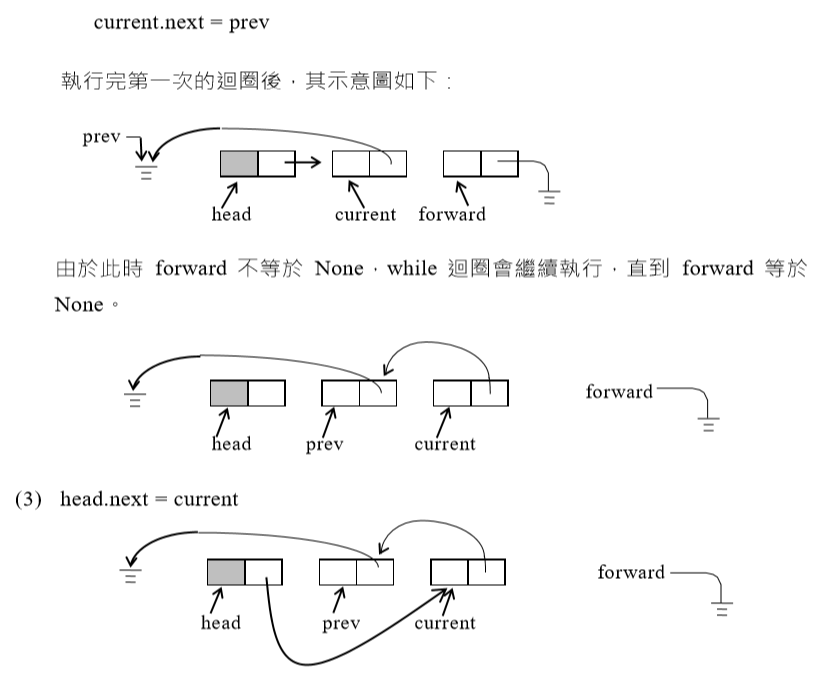 current.next = prev
執行完第一次的迴圈後，其示意圖如下：
prev
head current forward
由於此時 forward 不等於 None，while 迴圈會繼續執行，直到 forward 等於
None。
forward
head prev current
(3) head.next = current
forward
head prev current